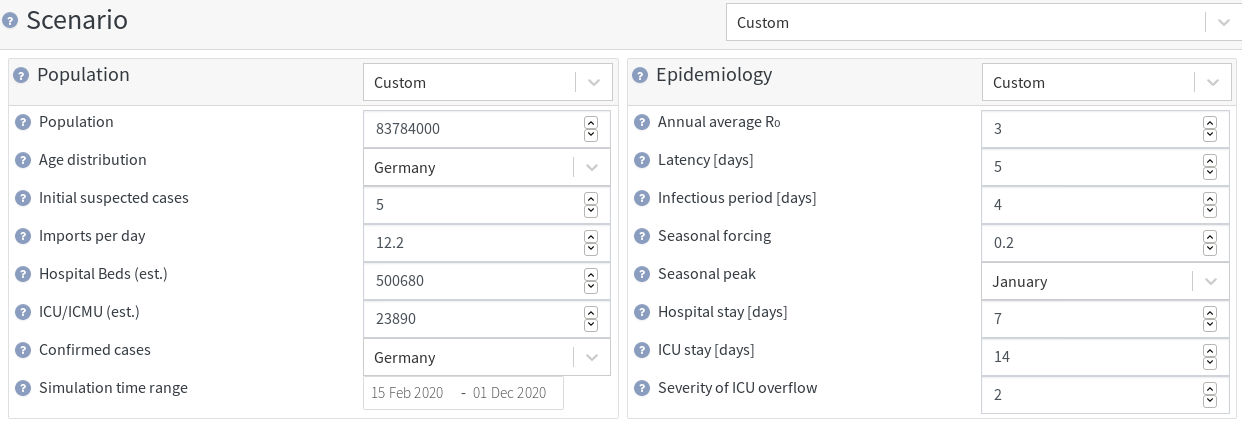 Scenario
Custom
Population
Custom
Population
83784000
Age distribution
Germany
Initial suspected cases
5
Imports per day
12.2
Hospital Beds (est.)
500680
ICU/ICMU (est.)
23890
Confirmed cases
Germany
Simulation time range
15 Feb 2020 - 01 Dec 2020
Epidemiology
Custom
Annual average R₀
3
Latency [days]
5
Infectious period [days]
4
Seasonal forcing
0.2
Seasonal peak
January
Hospital stay [days]
7
ICU stay [days]
14
Severity of ICU overflow
2